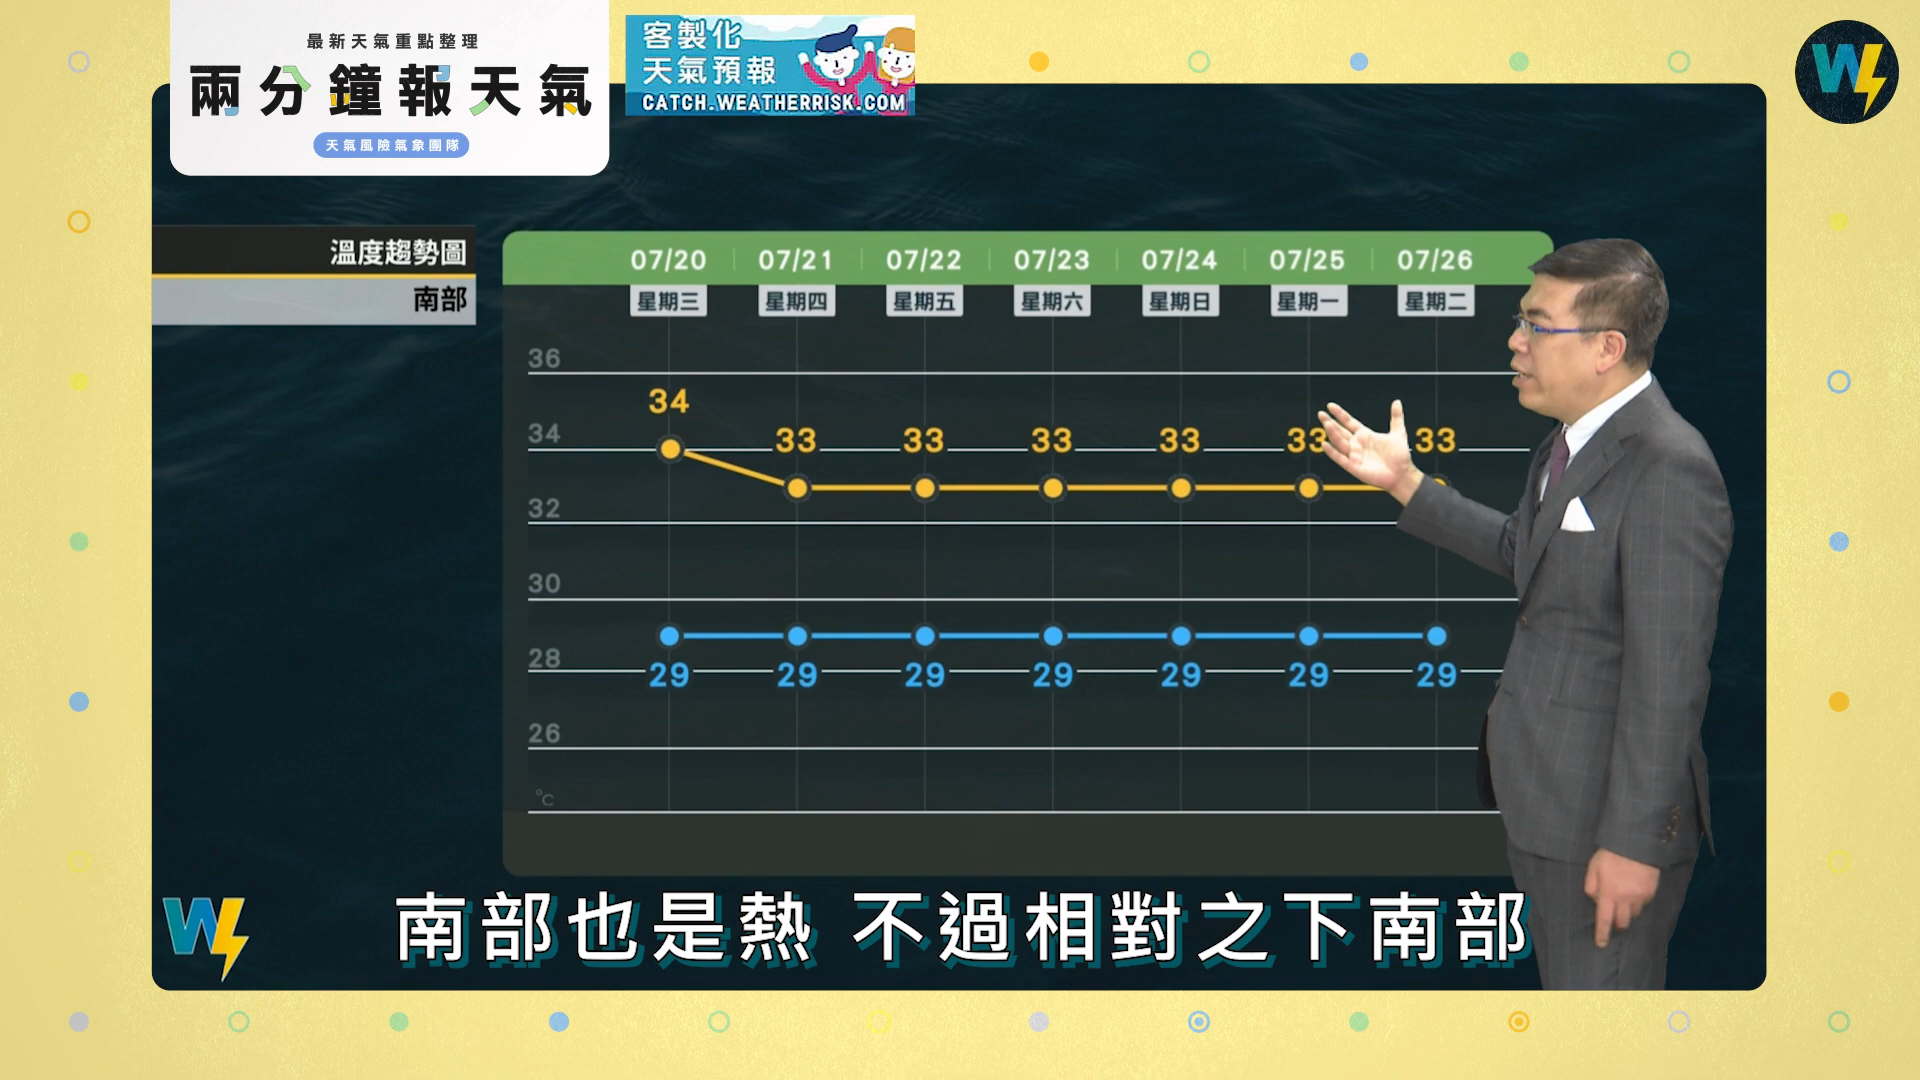 最新天氣重點整理
兩分鐘報天氣
天氣風險氣象團隊
客製化
天氣預報
CATCH.WEATHERRISK.COM
W
溫度趨勢圖
南部
07/20 07/21 07/22 07/23 07/24 07/25 07/26
星期三 星期四 星期五 星期六 星期日 星期一 星期二
36
34
34
33 33 33 33 33 33
32
30
28
29 29 29 29 29 29 29
26
°C
W
南部也是熱 不過相對之下南部